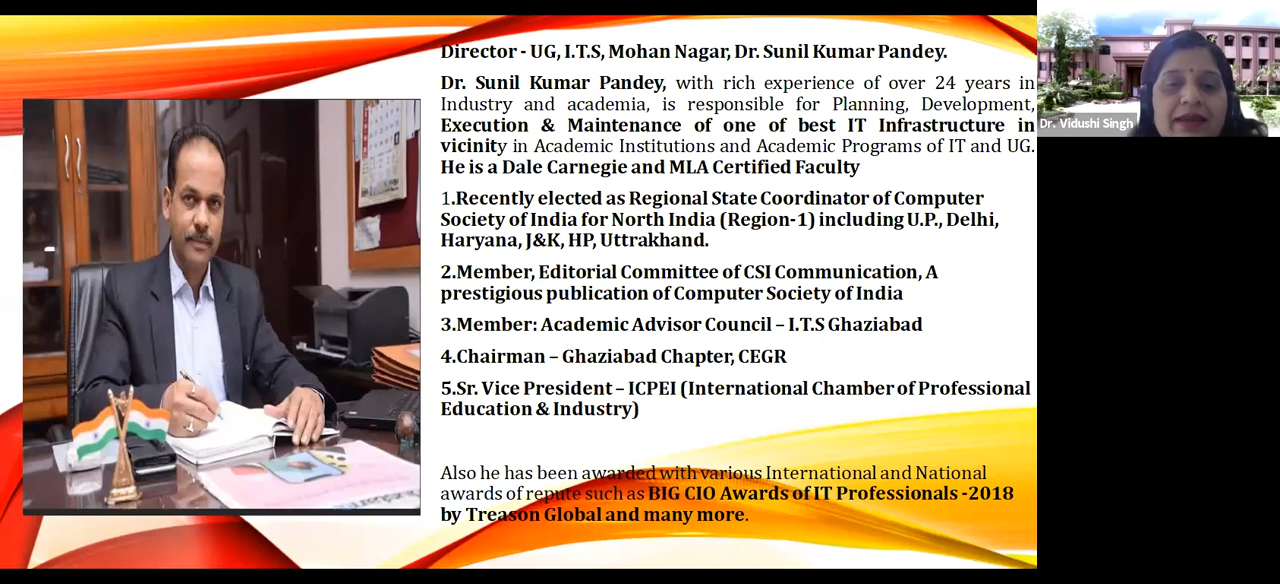 Director - UG, I.T.S, Mohan Nagar, Dr. Sunil Kumar Pandey.
Dr. Sunil Kumar Pandey, with rich experience of over 24 years in
Industry and academia, is responsible for Planning, Development,
Execution & Maintenance of one of best IT Infrastructure in
vicinity in Academic Institutions and Academic Programs of IT and UG.
He is a Dale Carnegie and MLA Certified Faculty
1.Recently elected as Regional State Coordinator of Computer
Society of India for North India (Region-1) including U.P., Delhi,
Haryana, J&K, HP, Uttrakhand.
2.Member, Editorial Committee of CSI Communication, A
prestigious publication of Computer Society of India
3.Member: Academic Advisor Council – I.T.S Ghaziabad
4.Chairman – Ghaziabad Chapter, CEGR
5.Sr. Vice President – ICPEI (International Chamber of Professional
Education & Industry)
Also he has been awarded with various International and National
awards of repute such as BIG CIO Awards of IT Professionals -2018
by Treason Global and many more.
Dr. Vidushi Singh